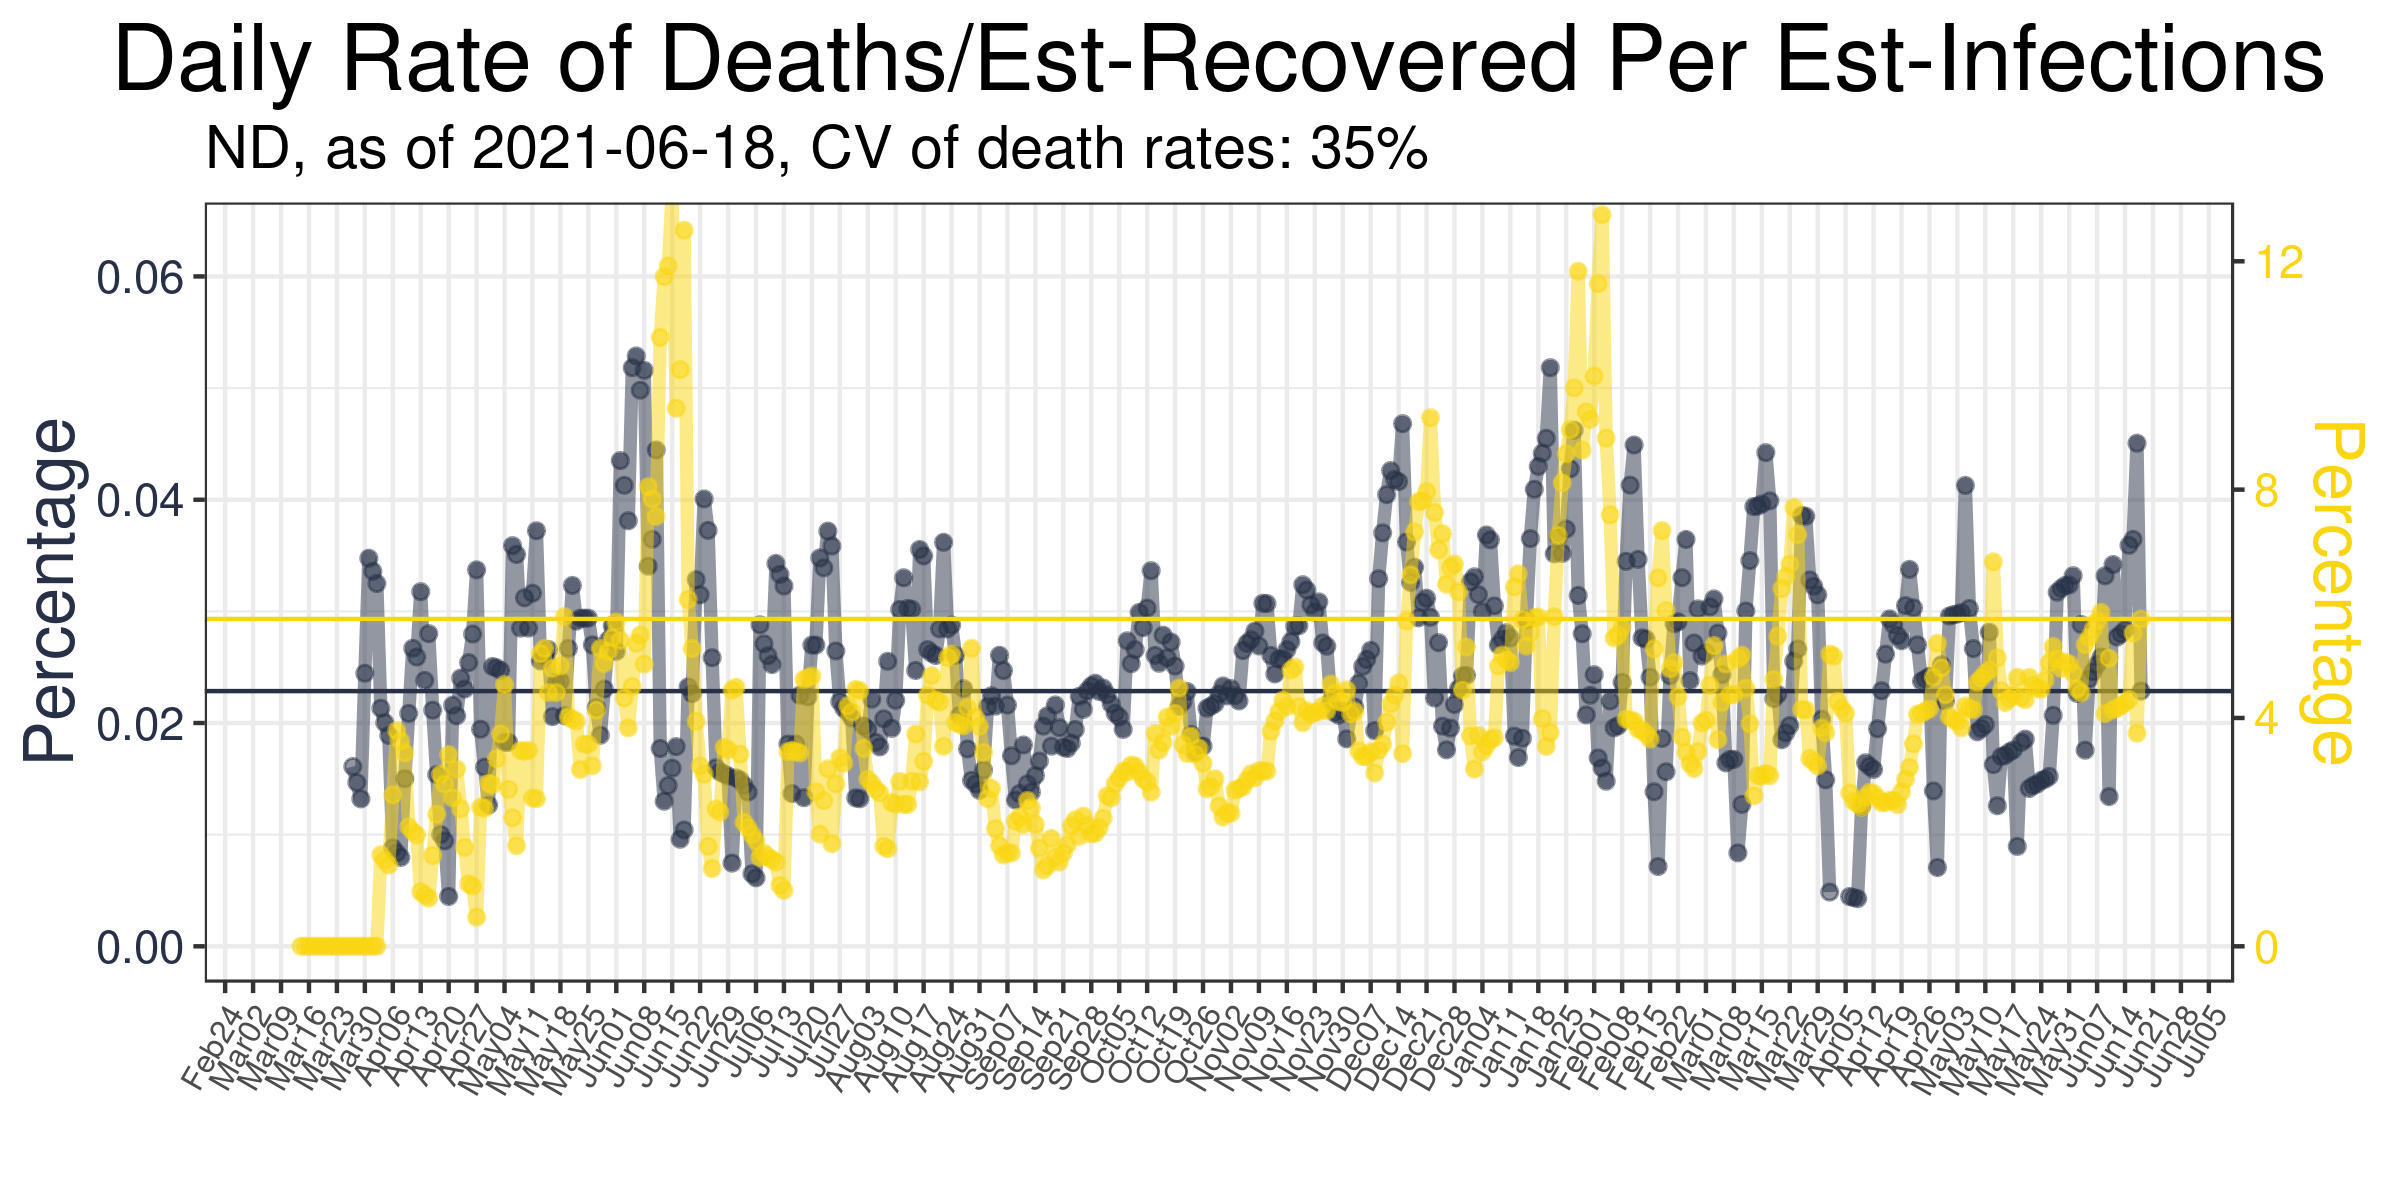 Daily Rate of Deaths/Est-Recovered Per Est-Infections
ND, as of 2021-06-18, CV of death rates: 35%
Percentage
0.06
0.04
0.02
0.00
12
8
4
0
Percentage
Feb24
Mar02
Mar09
Mar16
Mar23
Mar30
Apr06
Apr13
Apr20
Apr27
May04
May11
May18
May25
Jun01
Jun08
Jun15
Jun22
Jun29
Jul06
Jul13
Jul20
Jul27
Aug03
Aug10
Aug17
Aug24
Aug31
Sep07
Sep14
Sep21
Sep28
Oct05
Oct12
Oct19
Oct26
Nov02
Nov09
Nov16
Nov23
Nov30
Dec07
Dec14
Dec21
Dec28
Jan04
Jan11
Jan18
Jan25
Feb01
Feb08
Feb15
Feb22
Mar01
Mar08
Mar15
Mar22
Mar29
Apr05
Apr12
Apr19
Apr26
May03
May10
May17
May24
May31
Jun07
Jun14
Jun21
Jun28
Jul05